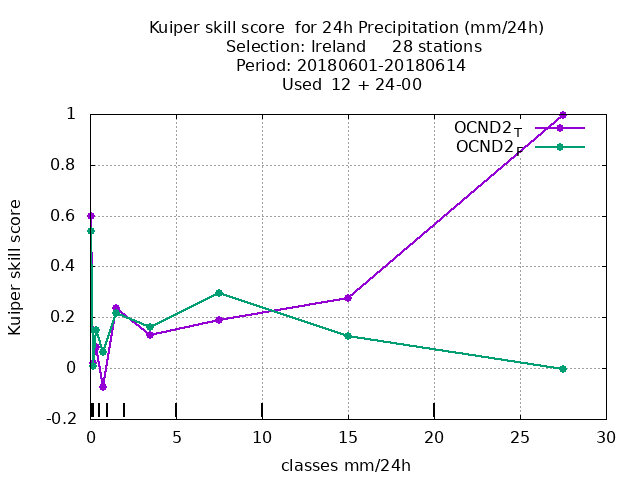 Kuiper skill score  for 24h Precipitation (mm/24h)
Selection: Ireland     28 stations
Period: 20180601-20180614
Used  12 + 24-00
OCND2T
OCND2F
Kuiper skill score
1
0.8
0.6
0.4
0.2
0
-0.2
0 5 10 15 20 25 30
classes mm/24h